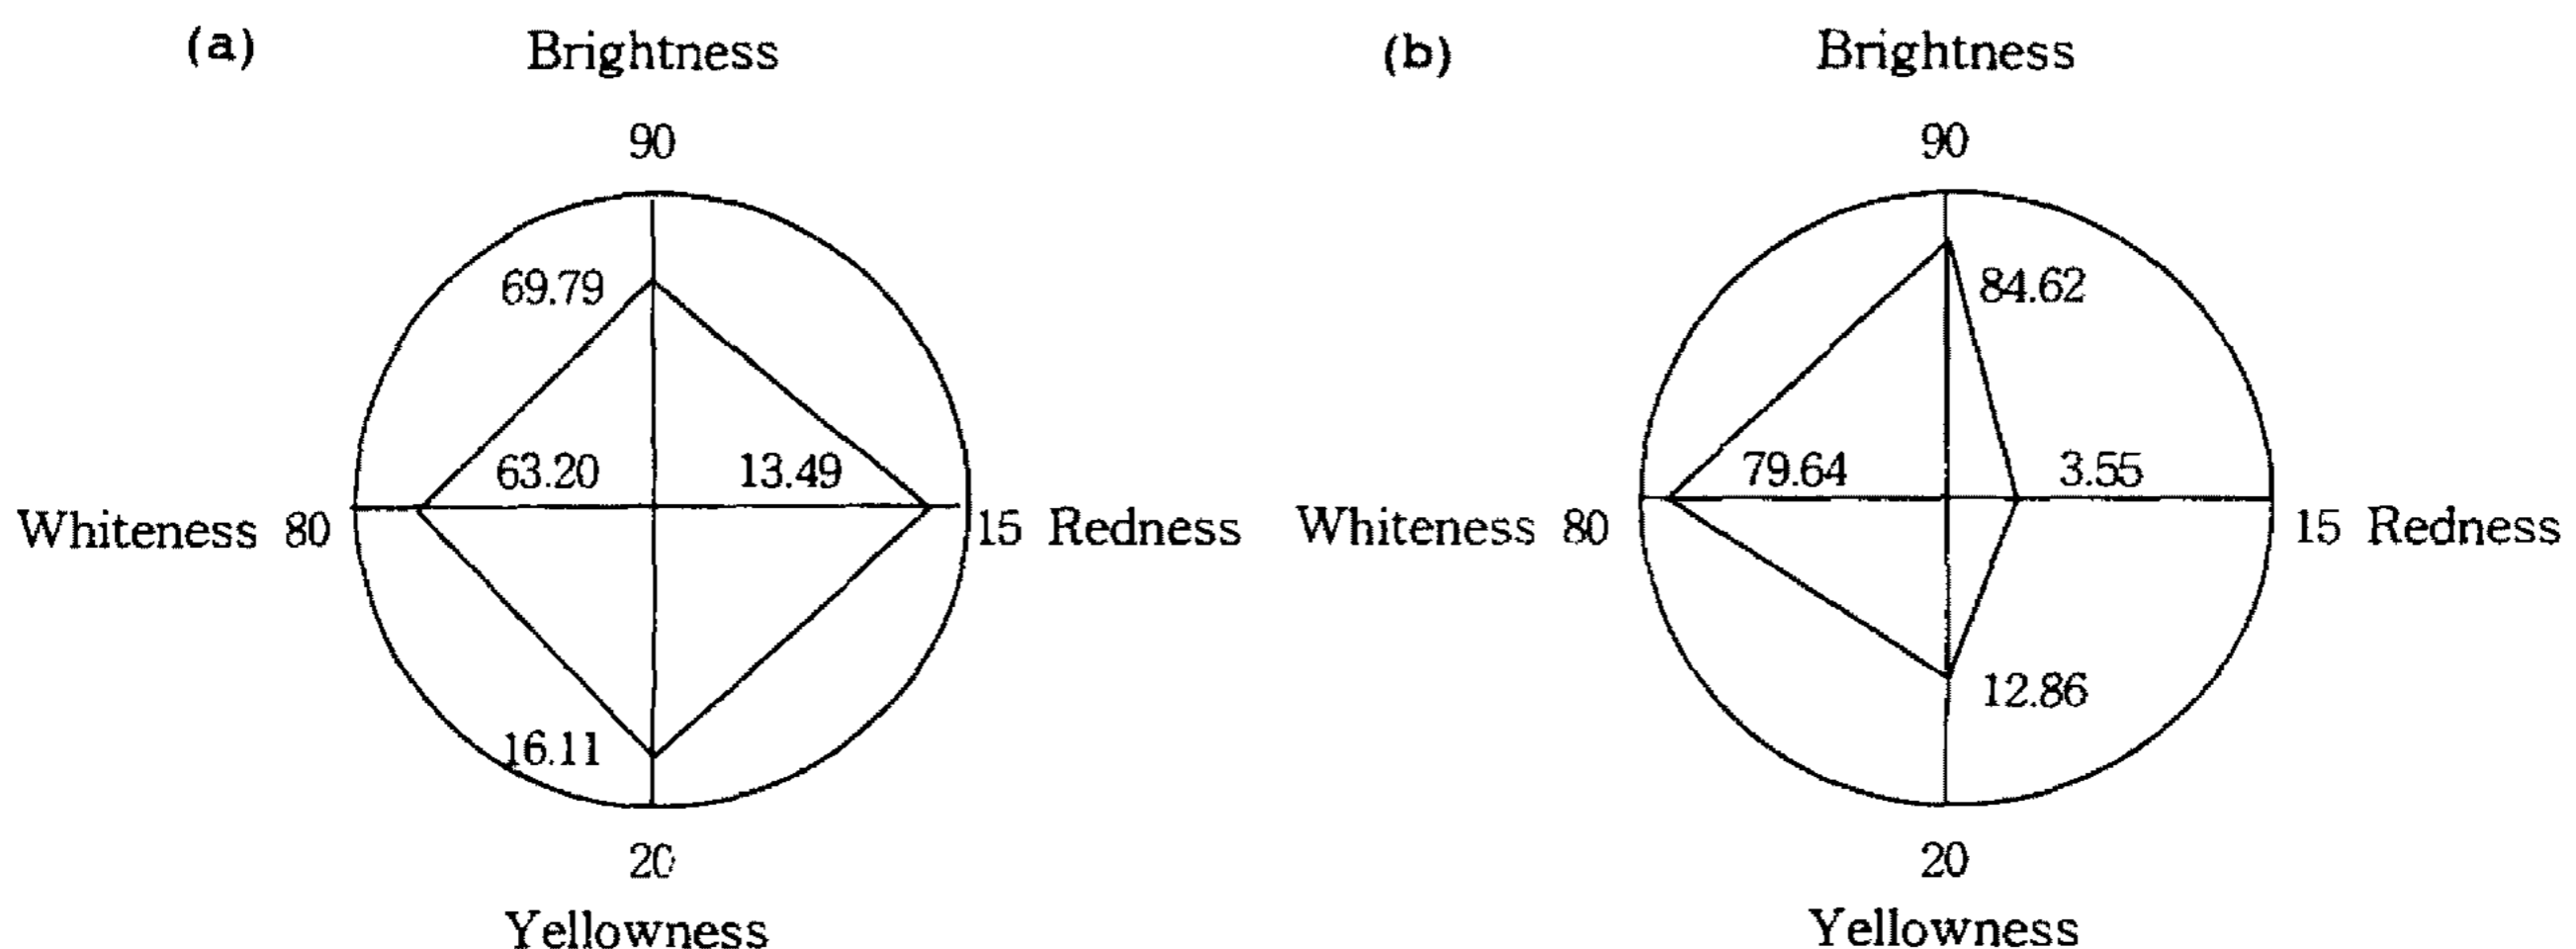 (a)
Brightness
90
69.79
63.20
13.49
Whiteness 80
15 Redness
16.11
20
Yellowness
(b)
Brightness
90
84.62
79.64
3.55
Whiteness 80
15 Redness
12.86
20
Yellowness